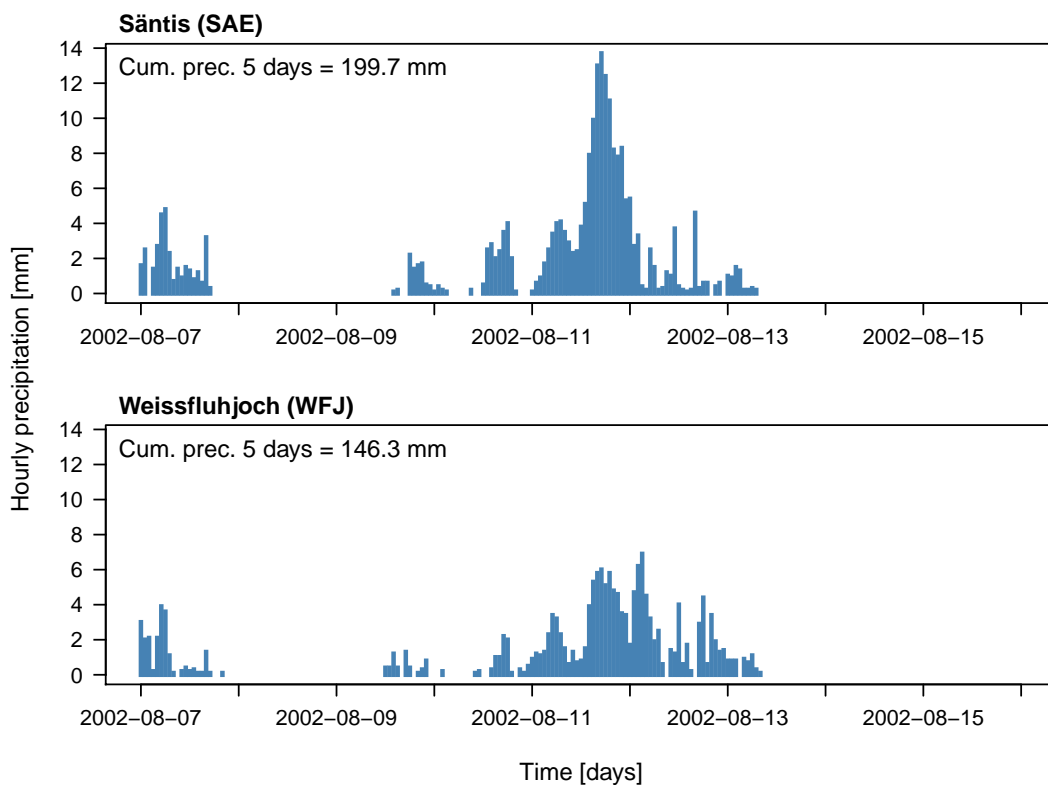 Säntis (SAE)
Cum. prec. 5 days = 199.7 mm
14
12
10
8
6
4
2
0
2002−08−07 2002−08−09 2002−08−11 2002−08−13 2002−08−15
Weissfluhjoch (WFJ)
Cum. prec. 5 days = 146.3 mm
14
12
10
8
6
4
2
0
2002−08−07 2002−08−09 2002−08−11 2002−08−13 2002−08−15
Hourly precipitation [mm]
Time [days]